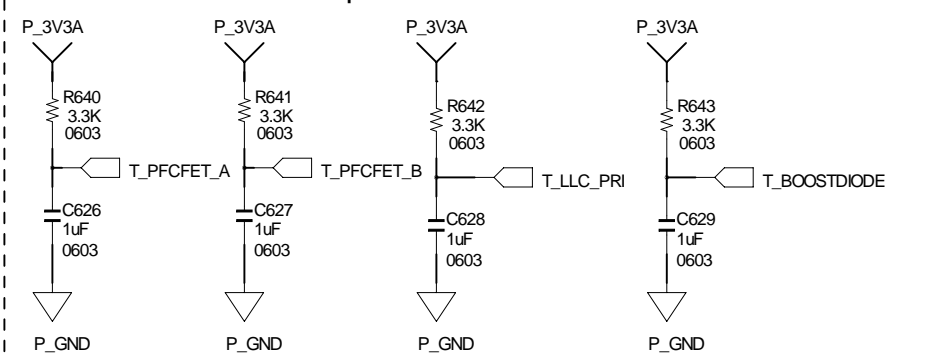 P_3V3A
P_3V3A
P_3V3A
P_3V3A
R640
3.3K
0603
R641
3.3K
0603
R642
3.3K
0603
R643
3.3K
0603
T_PFCFET_A
T_PFCFET_B
T_LLC_PRI
T_BOOSTDIODE
C626
1uF
0603
C627
1uF
0603
C628
1uF
0603
C629
1uF
0603
P_GND
P_GND
P_GND
P_GND